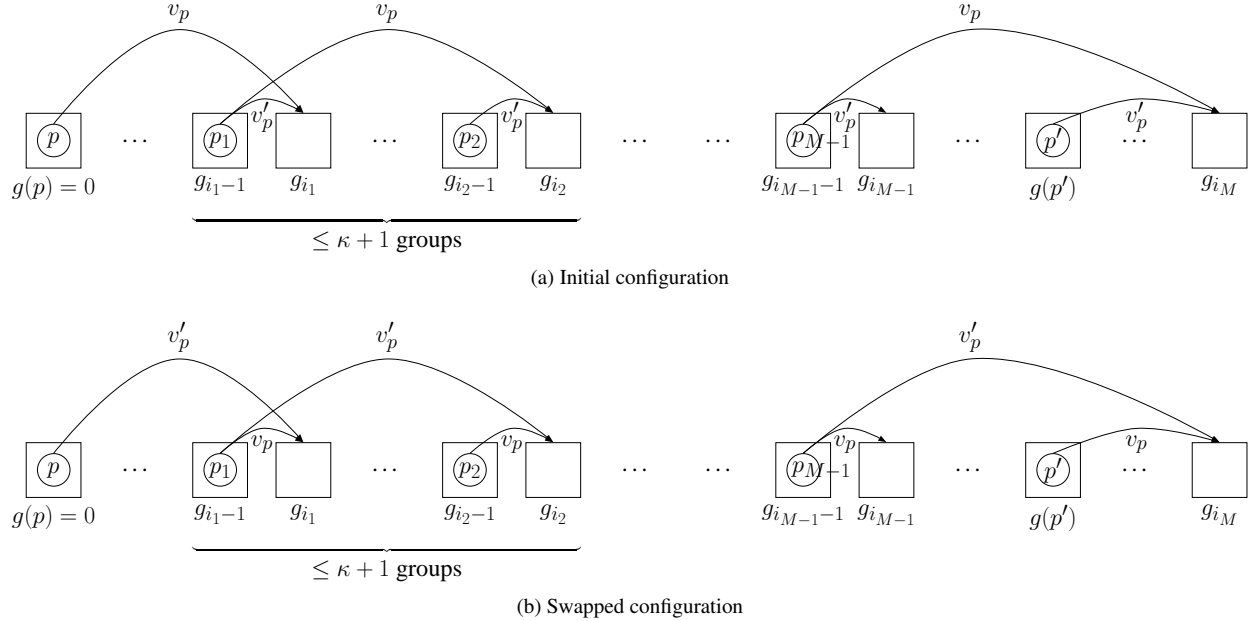 v_p v_p v_p
v'_p v'_p v'_p v'_p
p ⋯ p_1 ⋯ p_2 ⋯ ⋯ p_{M−1} ⋯ p' ⋯
g(p) = 0 g_{i_1−1} g_{i_1} g_{i_2−1} g_{i_2} g_{i_{M−1}−1} g_{i_{M−1}} g(p') g_{i_M}
≤ κ + 1 groups
(a) Initial configuration
v'_p v'_p v'_p
v_p v_p v_p v_p
p ⋯ p_1 ⋯ p_2 ⋯ ⋯ p_{M−1} ⋯ p' ⋯
g(p) = 0 g_{i_1−1} g_{i_1} g_{i_2−1} g_{i_2} g_{i_{M−1}−1} g_{i_{M−1}} g(p') g_{i_M}
≤ κ + 1 groups
(b) Swapped configuration